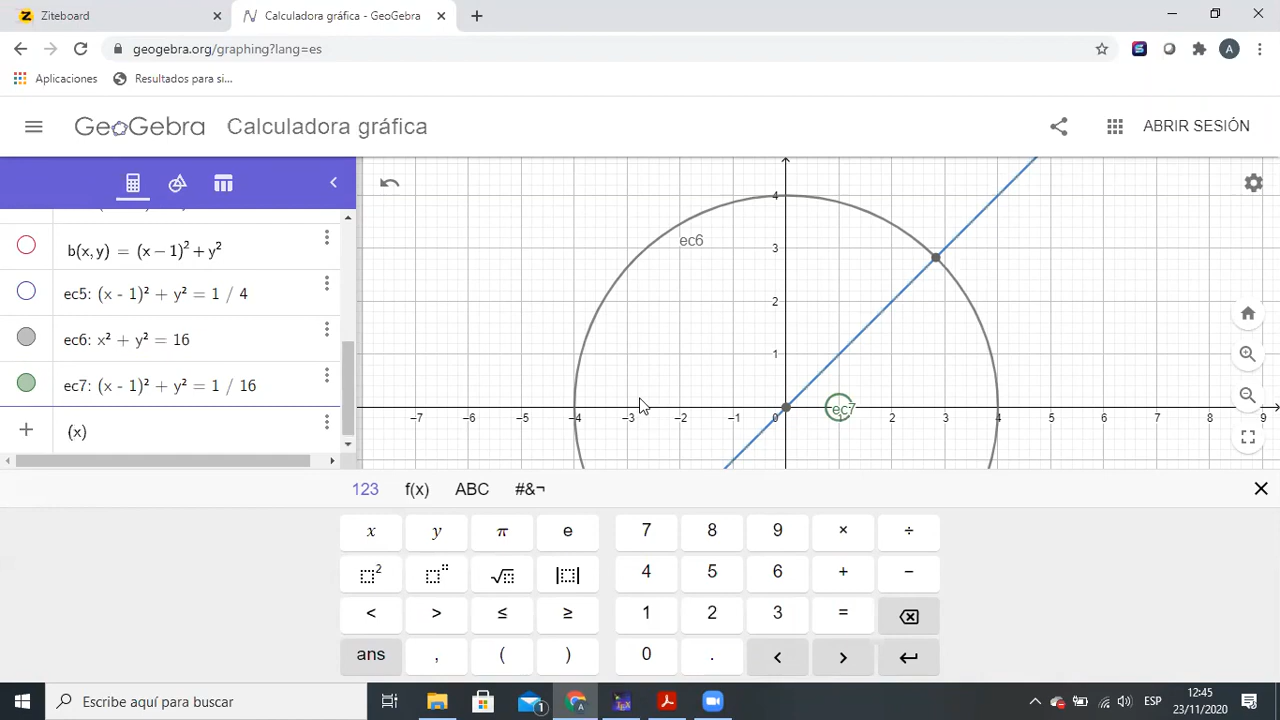 Ziteboard
Calculadora gráfica - GeoGebra
geogebra.org/graphing?lang=es
A
Aplicaciones
Resultados para si...
GeoGebra
Calculadora gráfica
ABRIR SESIÓN
b(x,y) = (x−1)² + y²
ec5: (x - 1)² + y² = 1 / 4
ec6: x² + y² = 16
ec7: (x - 1)² + y² = 1 / 16
(x)
4
3
2
1
ec6
ec7
−7 −6 −5 −4 −3 −2 −1 0 1 2 3 4 5 6 7 8 9
123 f(x) ABC #&¬
x y π e 7 8 9 × ÷
□² □^□ √□ |□| 4 5 6 + −
< > ≤ ≥ 1 2 3 =
ans , ( ) 0 . < >
Escribe aquí para buscar
1
ESP
12:45
23/11/2020